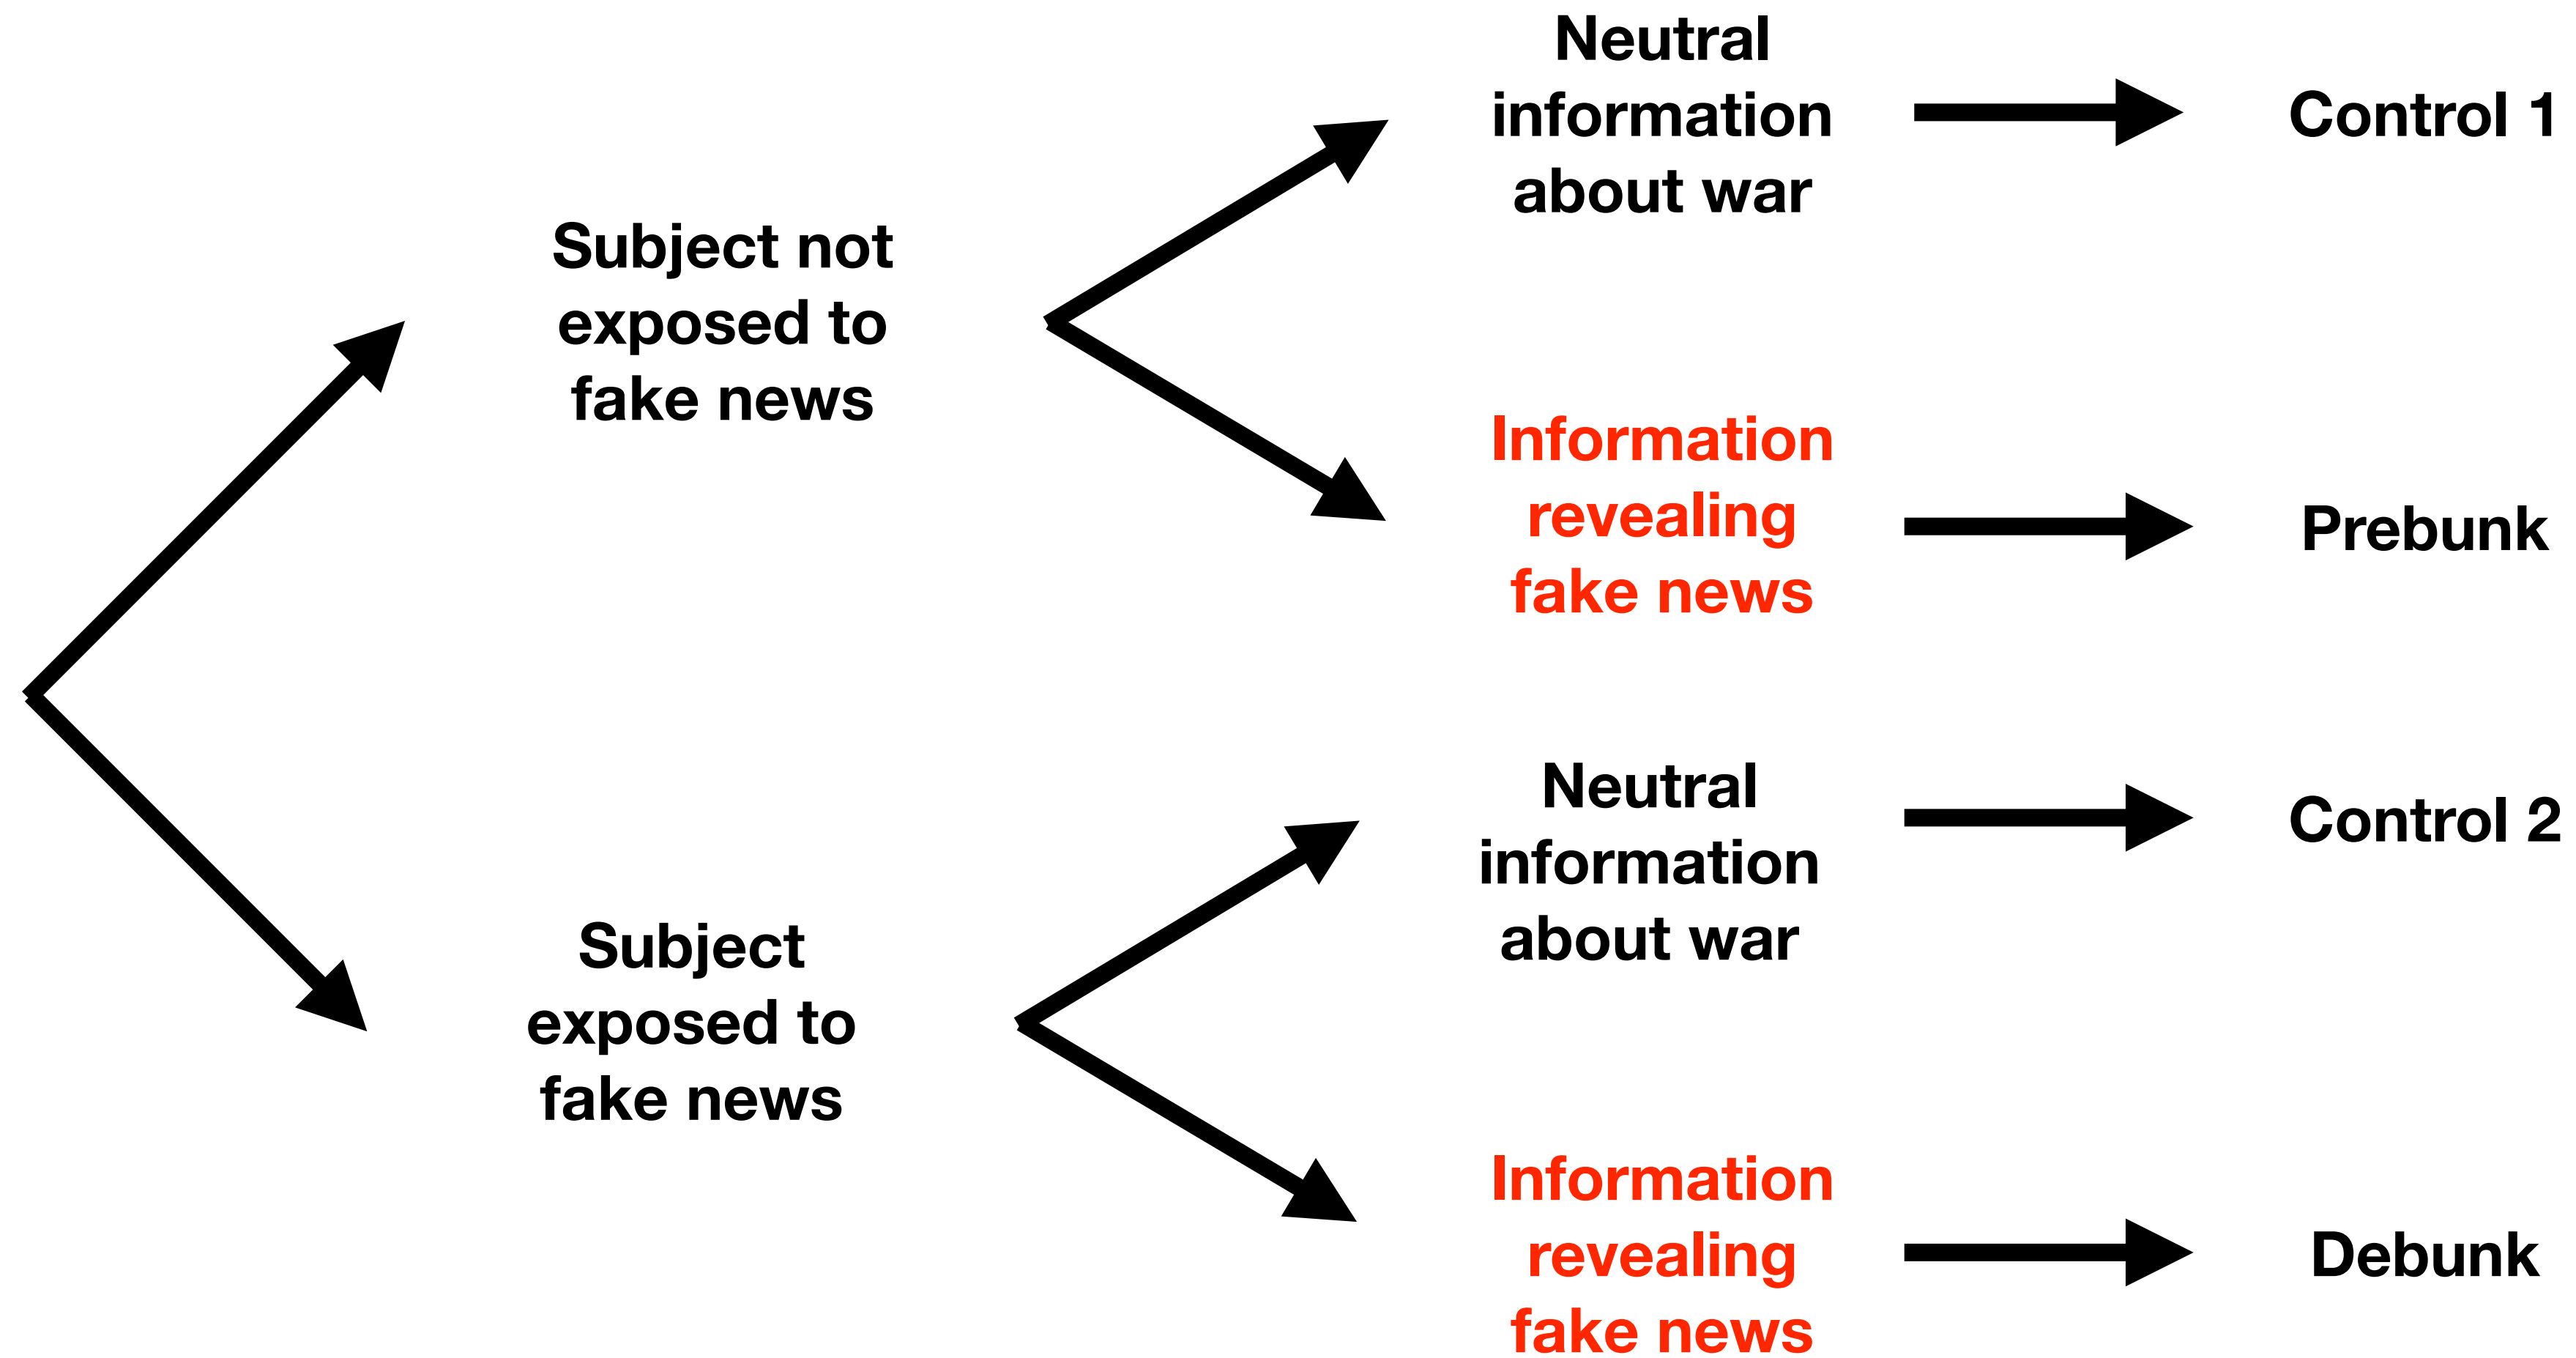 Neutral
information
about war
Control 1
Subject not
exposed to
fake news
Information
revealing
fake news
Prebunk
Neutral
information
about war
Control 2
Subject
exposed to
fake news
Information
revealing
fake news
Debunk